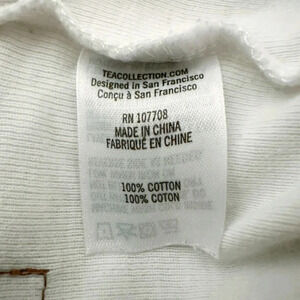 TEACOLLECTION.COM
Designed in San Francisco
Conçu à San Francisco
RN 107708
MADE IN CHINA
FABRIQUÉ EN CHINE
100% COTTON
100% COTON